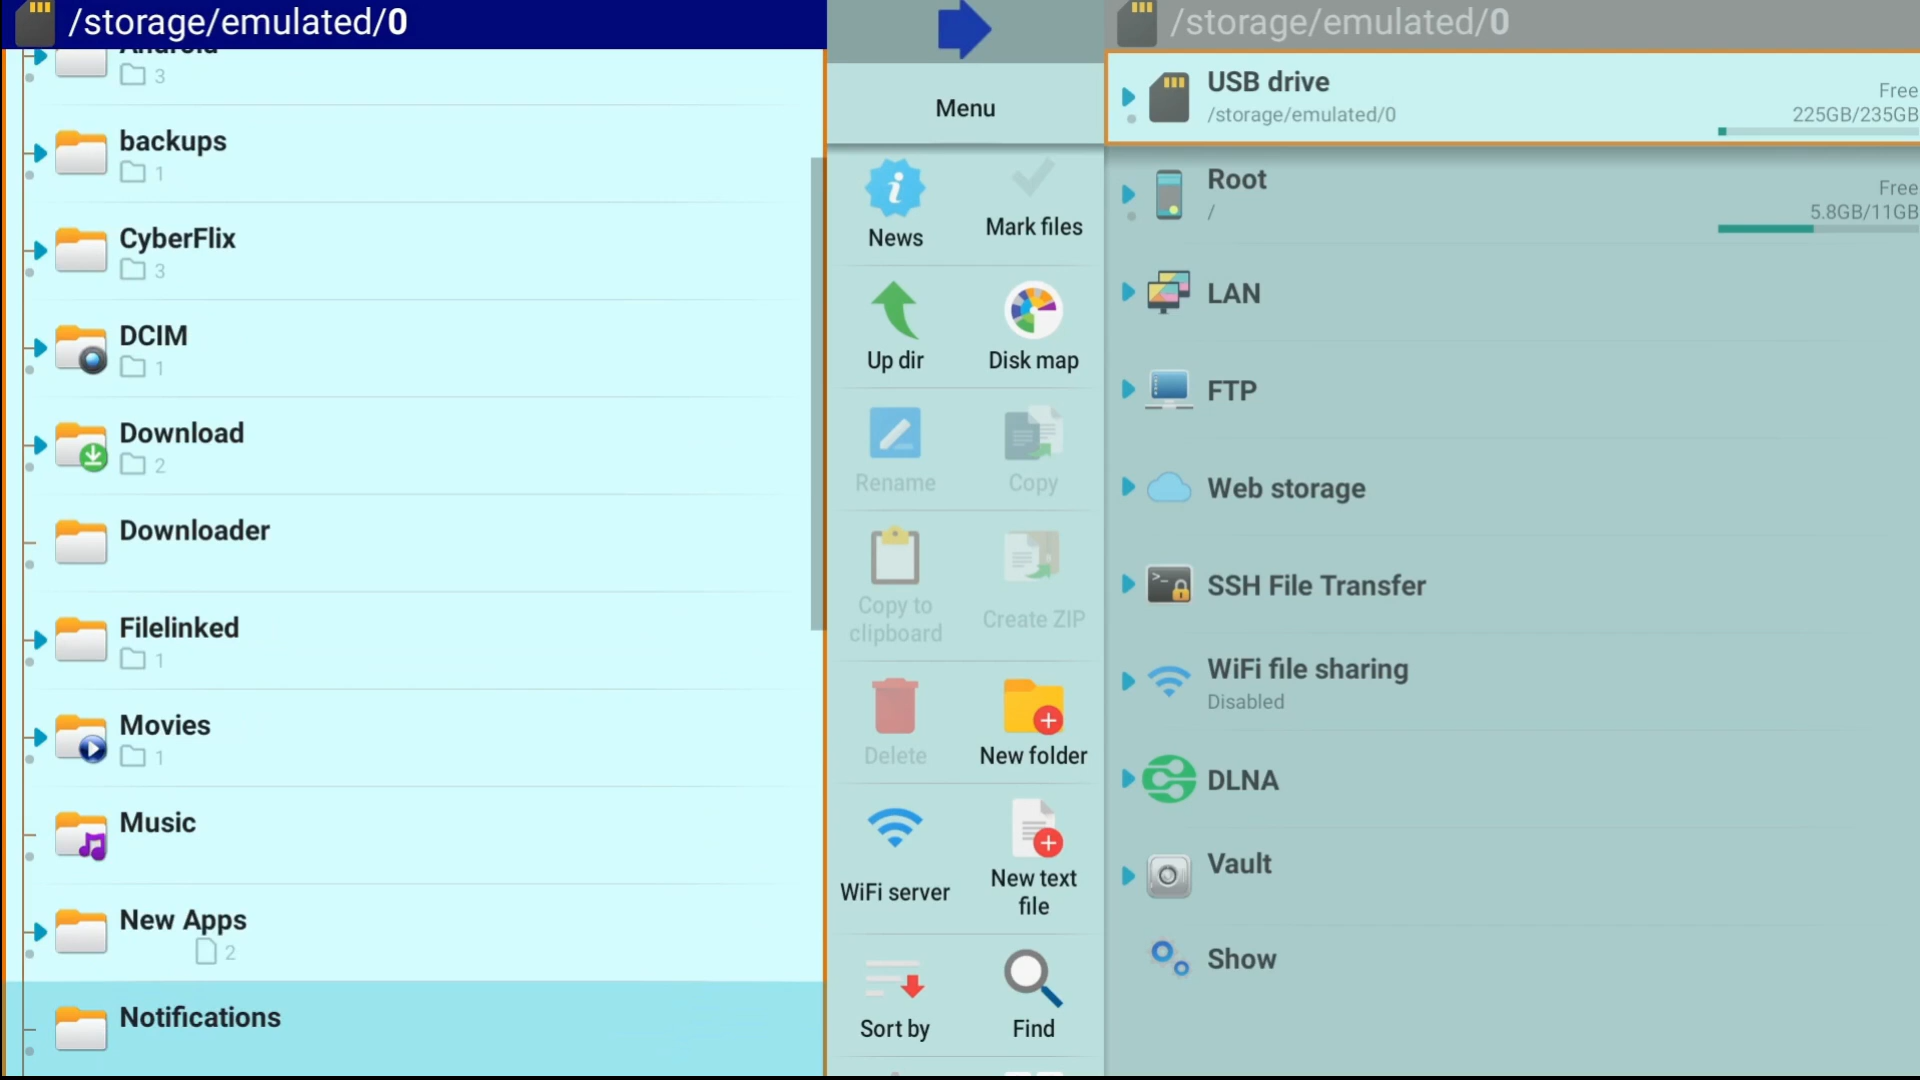 /storage/emulated/0
Android
3
backups
1
CyberFlix
3
DCIM
1
Download
2
Downloader
Filelinked
1
Movies
1
Music
New Apps
2
Notifications
Menu
News
Mark files
Up dir
Disk map
Rename
Copy
Copy to
clipboard
Create ZIP
Delete
New folder
WiFi server
New text
file
Sort by
Find
/storage/emulated/0
USB drive
/storage/emulated/0
Free
225GB/235GB
Root
/
Free
5.8GB/11GB
LAN
FTP
Web storage
SSH File Transfer
WiFi file sharing
Disabled
DLNA
Vault
Show